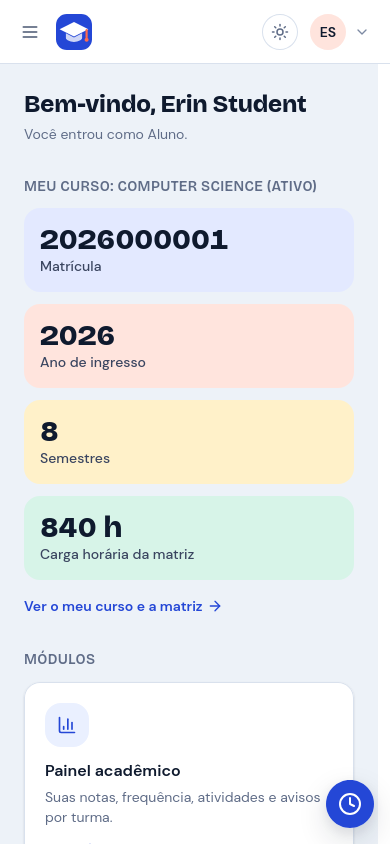 ES
Bem-vindo, Erin Student
Você entrou como Aluno.
MEU CURSO: COMPUTER SCIENCE (ATIVO)
2026000001
Matrícula
2026
Ano de ingresso
8
Semestres
840 h
Carga horária da matriz
Ver o meu curso e a matriz →
MÓDULOS
Painel acadêmico
Suas notas, frequência, atividades e avisos
por turma.